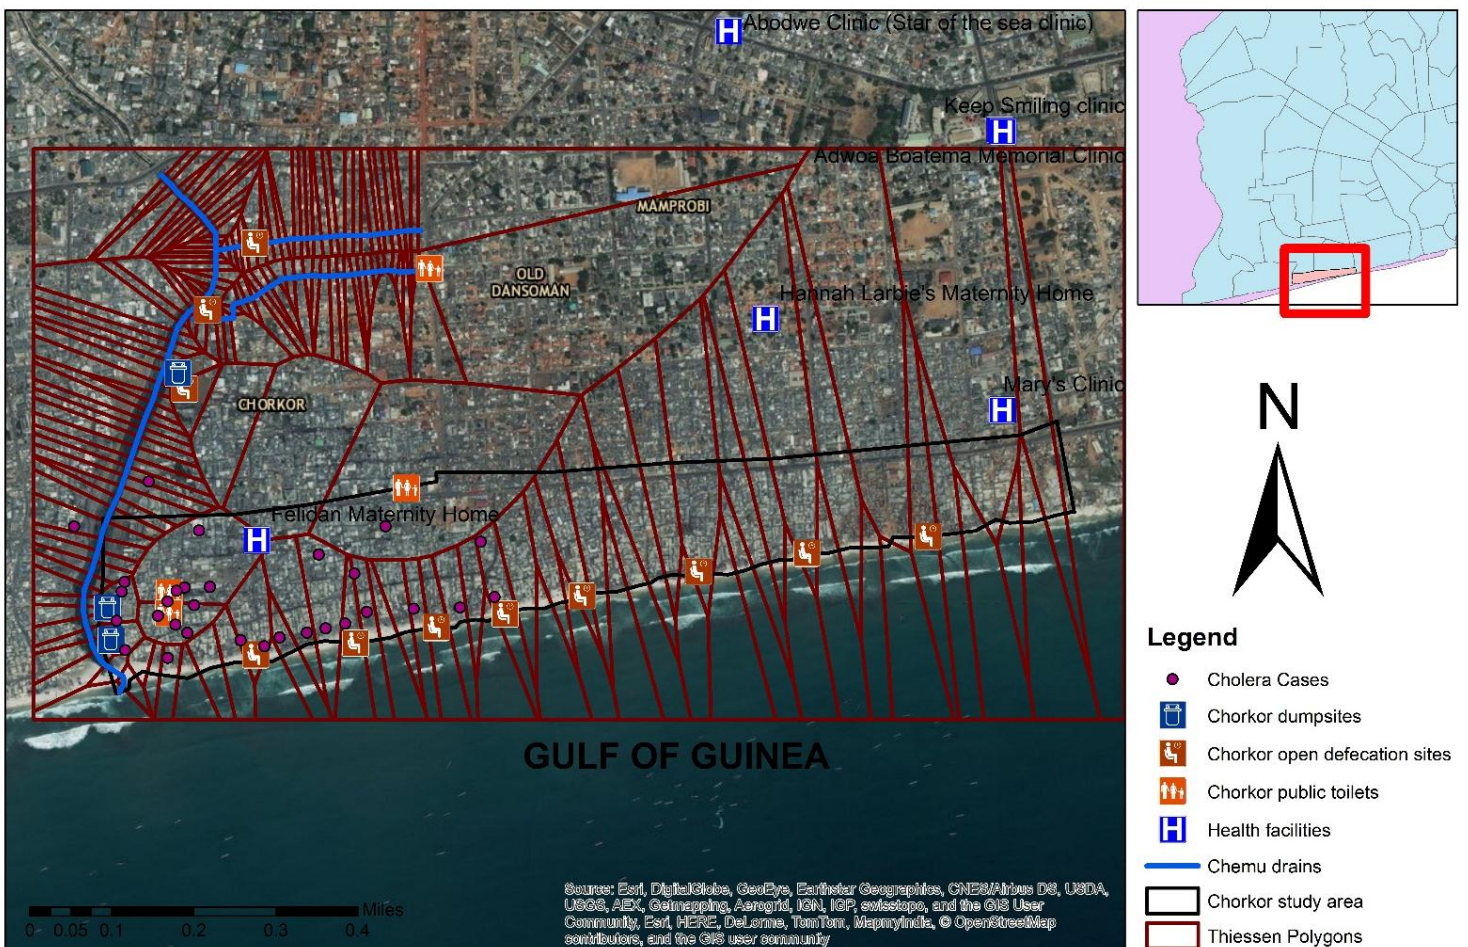 Abodwe Clinic (Star of the sea clinic)
Keep Smiling clinic
Adwoa Boatema Memorial Clinic
MAMPROBI
OLD
DANSOMAN
Hannah Larbie's Maternity Home
Mary's Clinic
CHORKOR
Felidan Maternity Home
GULF OF GUINEA
Source: Esri, DigitalGlobe, GeoEye, Earthstar Geographics, CNES/Airbus DS, USDA,
USGS, AEX, Getmapping, Aerogrid, IGN, IGP, swisstopo, and the GIS User
Community, Esri, HERE, DeLorme, TomTom, MapmyIndia, © OpenStreetMap
contributors, and the GIS user community
Miles
0 0.05 0.1 0.2 0.3 0.4
N
Legend
Cholera Cases
Chorkor dumpsites
Chorkor open defecation sites
Chorkor public toilets
H Health facilities
Chemu drains
Chorkor study area
Thiessen Polygons